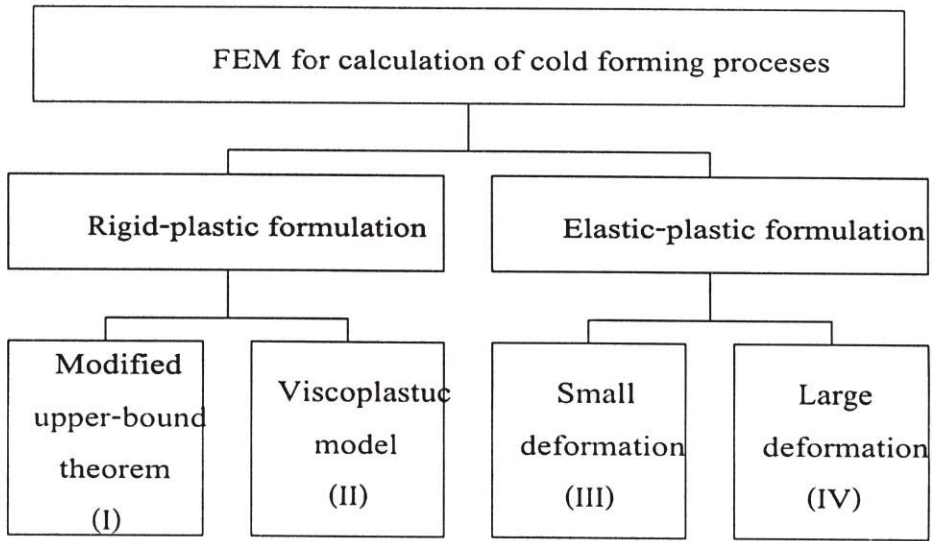 FEM for calculation of cold forming proceses
Rigid-plastic formulation
Elastic-plastic formulation
Modified
upper-bound
theorem
(I)
Viscoplastuc
model
(II)
Small
deformation
(III)
Large
deformation
(IV)